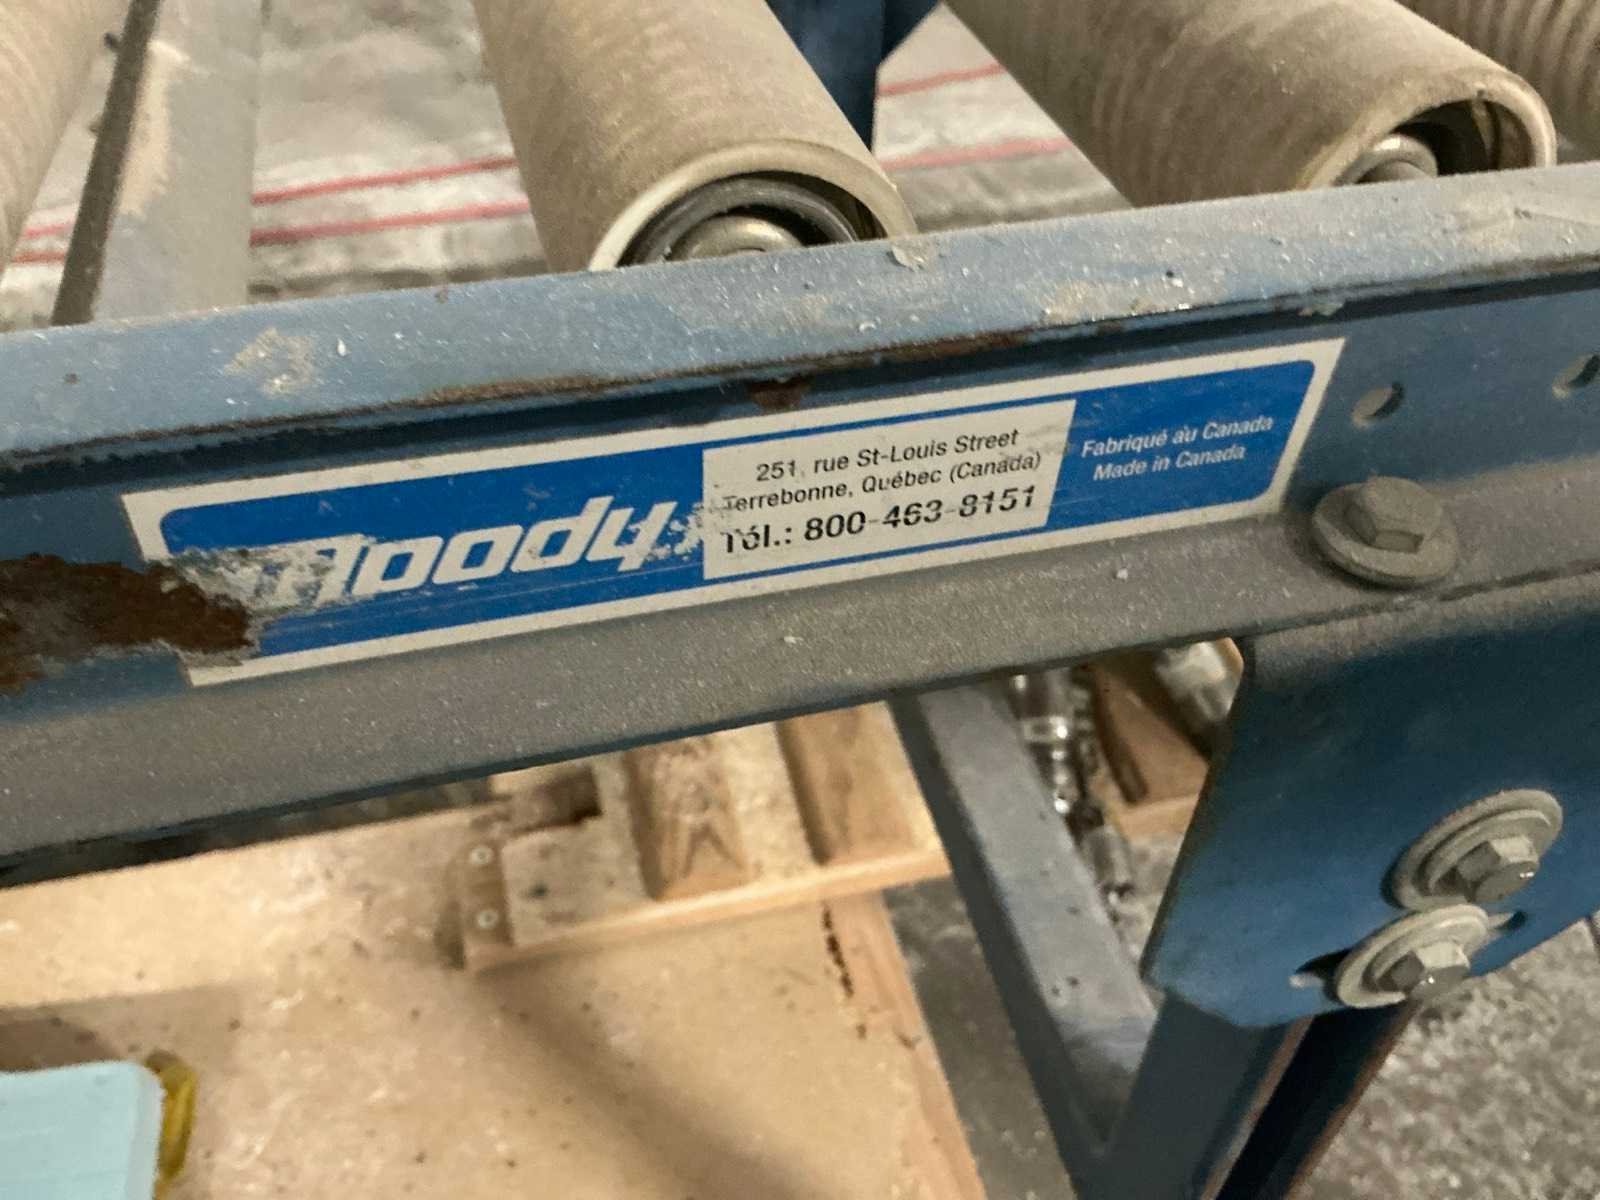 Moody
251, rue St-Louis Street
Terrebonne, Québec (Canada)
Tél.: 800-463-8151
Fabriqué au Canada
Made in Canada